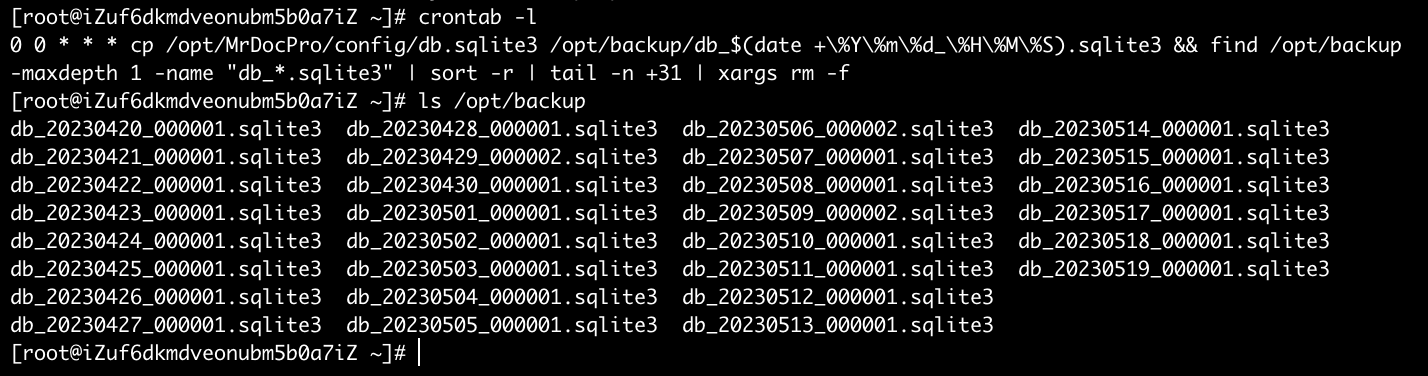 [root@iZuf6dkmdveonubm5b0a7iZ ~]# crontab -l
0 0 * * * cp /opt/MrDocPro/config/db.sqlite3 /opt/backup/db_$(date +\%Y\%m\%d_\%H\%M\%S).sqlite3 && find /opt/backup
-maxdepth 1 -name "db_*.sqlite3" | sort -r | tail -n +31 | xargs rm -f
[root@iZuf6dkmdveonubm5b0a7iZ ~]# ls /opt/backup
db_20230420_000001.sqlite3  db_20230428_000001.sqlite3  db_20230506_000002.sqlite3  db_20230514_000001.sqlite3
db_20230421_000001.sqlite3  db_20230429_000002.sqlite3  db_20230507_000001.sqlite3  db_20230515_000001.sqlite3
db_20230422_000001.sqlite3  db_20230430_000001.sqlite3  db_20230508_000001.sqlite3  db_20230516_000001.sqlite3
db_20230423_000001.sqlite3  db_20230501_000001.sqlite3  db_20230509_000002.sqlite3  db_20230517_000001.sqlite3
db_20230424_000001.sqlite3  db_20230502_000001.sqlite3  db_20230510_000001.sqlite3  db_20230518_000001.sqlite3
db_20230425_000001.sqlite3  db_20230503_000001.sqlite3  db_20230511_000001.sqlite3  db_20230519_000001.sqlite3
db_20230426_000001.sqlite3  db_20230504_000001.sqlite3  db_20230512_000001.sqlite3
db_20230427_000001.sqlite3  db_20230505_000001.sqlite3  db_20230513_000001.sqlite3
[root@iZuf6dkmdveonubm5b0a7iZ ~]#